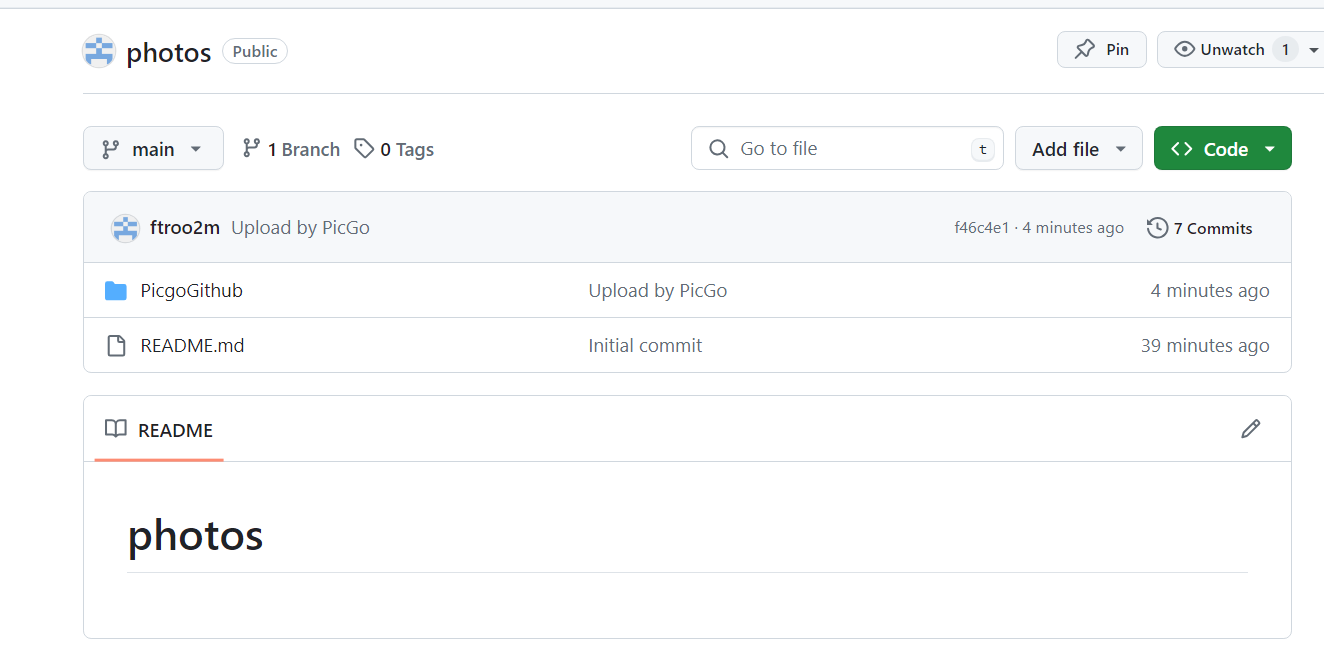 photos Public Pin Unwatch 1
main 1 Branch 0 Tags Go to file t Add file Code
ftroo2m Upload by PicGo f46c4e1 · 4 minutes ago 7 Commits
PicgoGithub Upload by PicGo 4 minutes ago
README.md Initial commit 39 minutes ago
README
photos